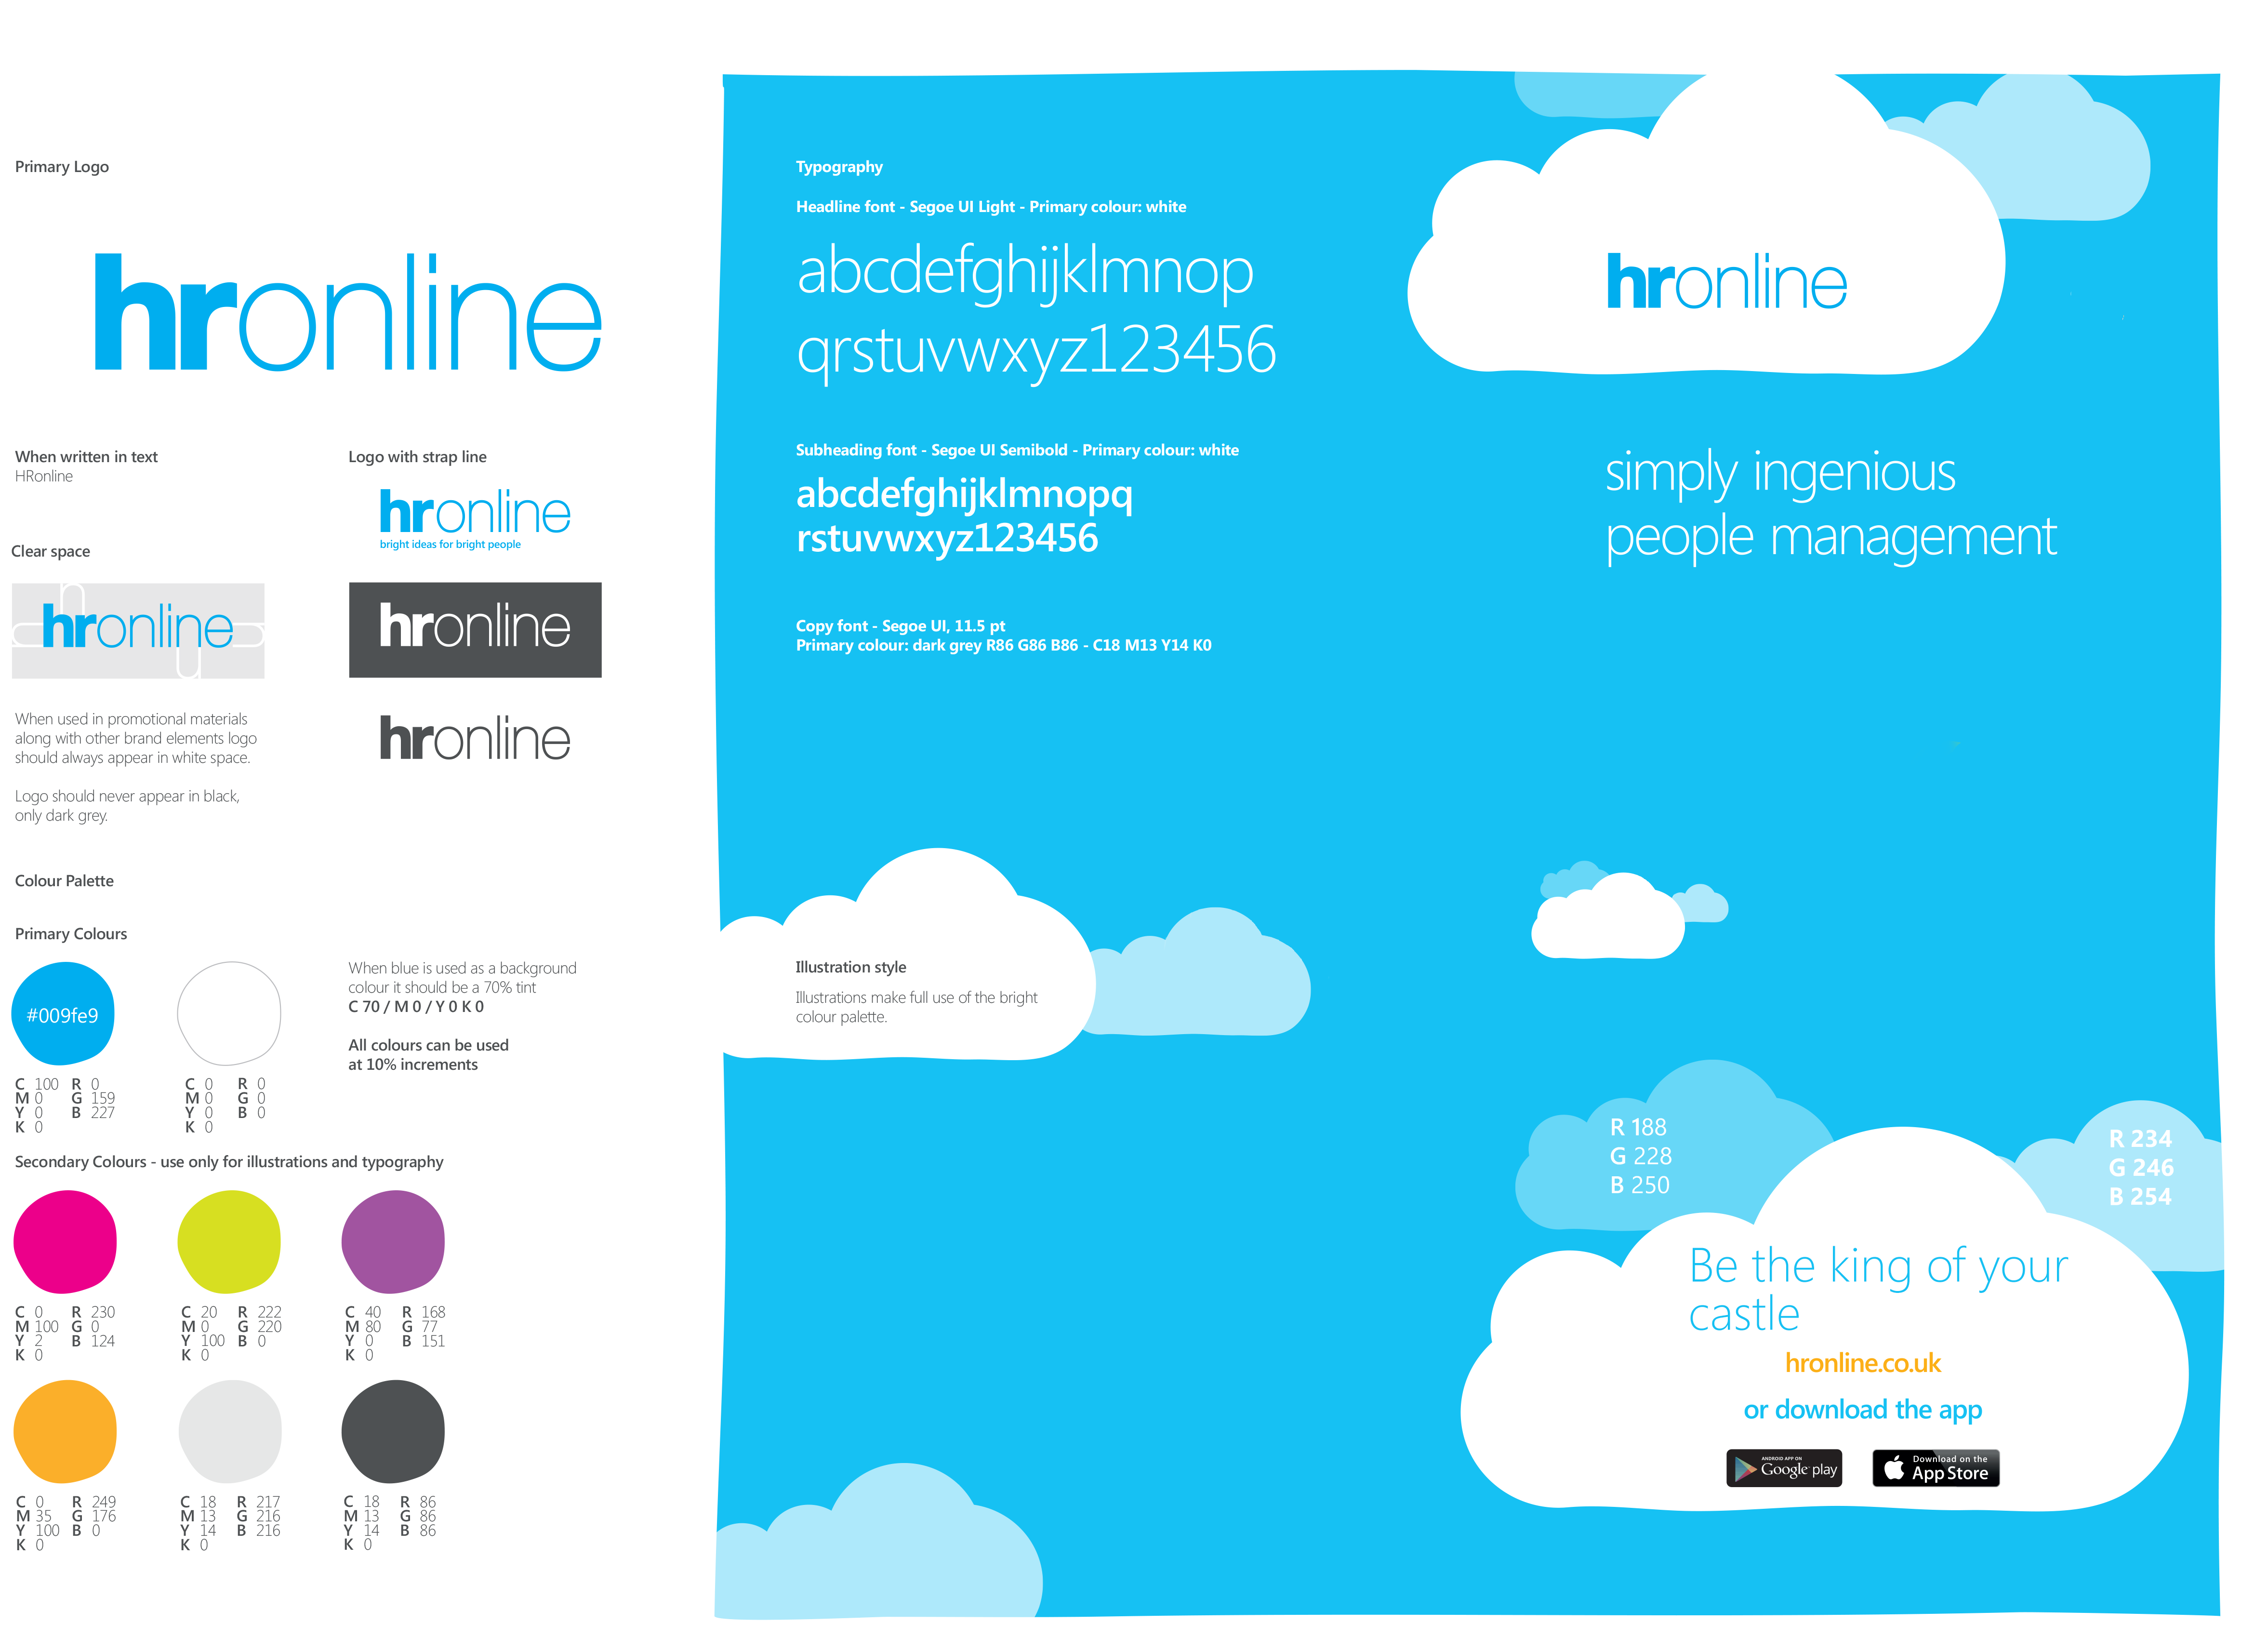 Primary Logo
hronline
When written in text
HRonline
Logo with strap line
hronline
bright ideas for bright people
Clear space
hronline
hronline
hronline
When used in promotional materials
along with other brand elements logo
should always appear in white space.
Logo should never appear in black,
only dark grey.
Colour Palette
Primary Colours
#009fe9
C 100 R 0
M 0 G 159
Y 0 B 227
K 0
C 0 R 0
M 0 G 0
Y 0 B 0
K 0
When blue is used as a background
colour it should be a 70% tint
C 70 / M 0 / Y 0 K 0
All colours can be used
at 10% increments
Secondary Colours - use only for illustrations and typography
C 0 R 230
M 100 G 0
Y 2 B 124
K 0
C 20 R 222
M 0 G 220
Y 100 B 0
K 0
C 40 R 168
M 80 G 77
Y 0 B 151
K 0
C 0 R 249
M 35 G 176
Y 100 B 0
K 0
C 18 R 217
M 13 G 216
Y 14 B 216
K 0
C 18 R 86
M 13 G 86
Y 14 B 86
K 0
Typography
Headline font - Segoe UI Light - Primary colour: white
abcdefghijklmnop
qrstuvwxyz123456
Subheading font - Segoe UI Semibold - Primary colour: white
abcdefghijklmnopq
rstuvwxyz123456
Copy font - Segoe UI, 11.5 pt
Primary colour: dark grey R86 G86 B86 - C18 M13 Y14 K0
Illustration style
Illustrations make full use of the bright
colour palette.
hronline
simply ingenious
people management
R 188
G 228
B 250
R 234
G 246
B 254
Be the king of your
castle
hronline.co.uk
or download the app
ANDROID APP ON
Google play
Download on the
App Store